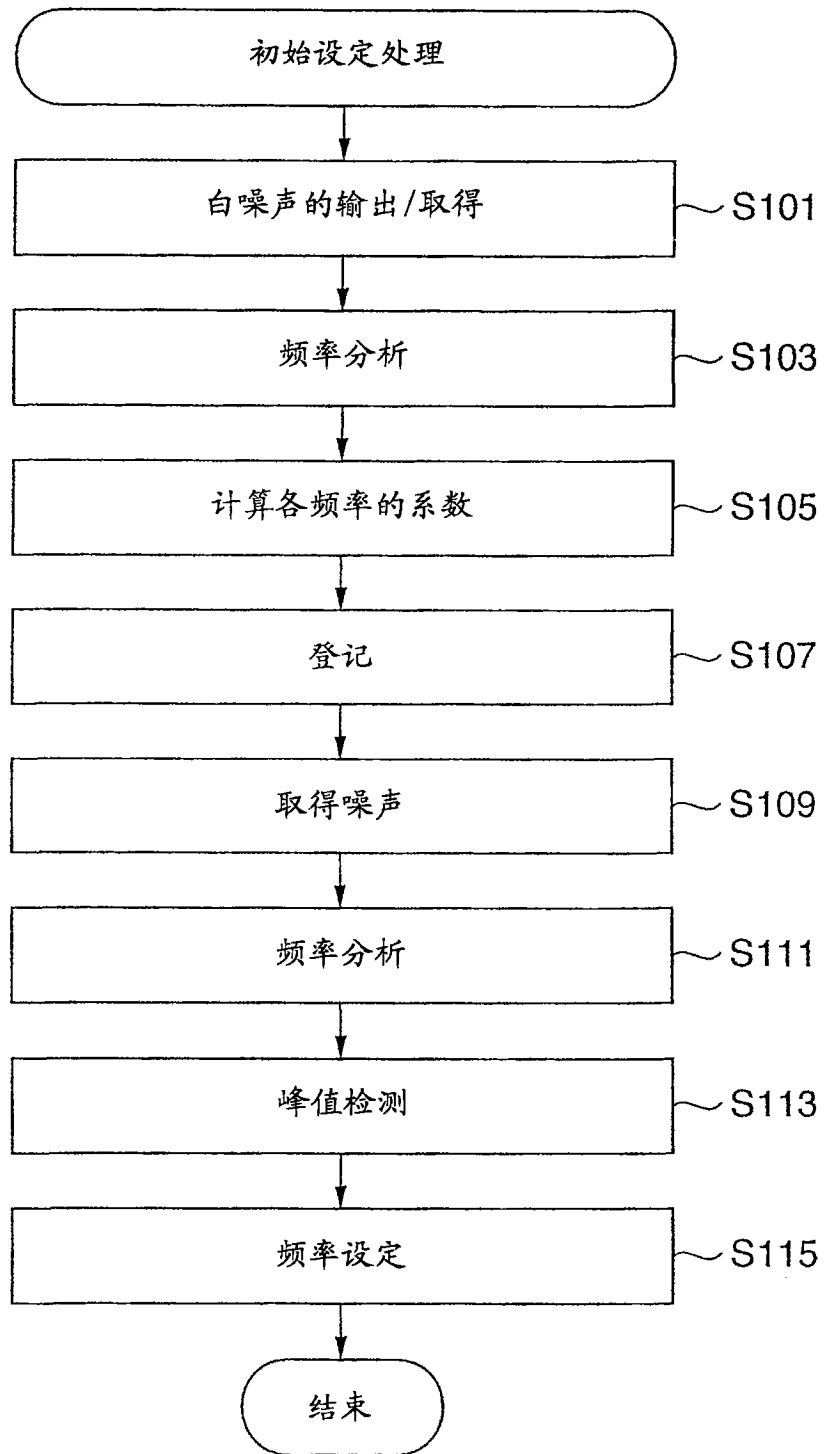 初始设定处理
白噪声的输出/取得
S101
频率分析
S103
计算各频率的系数
S105
登记
S107
取得噪声
S109
频率分析
S111
峰值检测
S113
频率设定
S115
结束